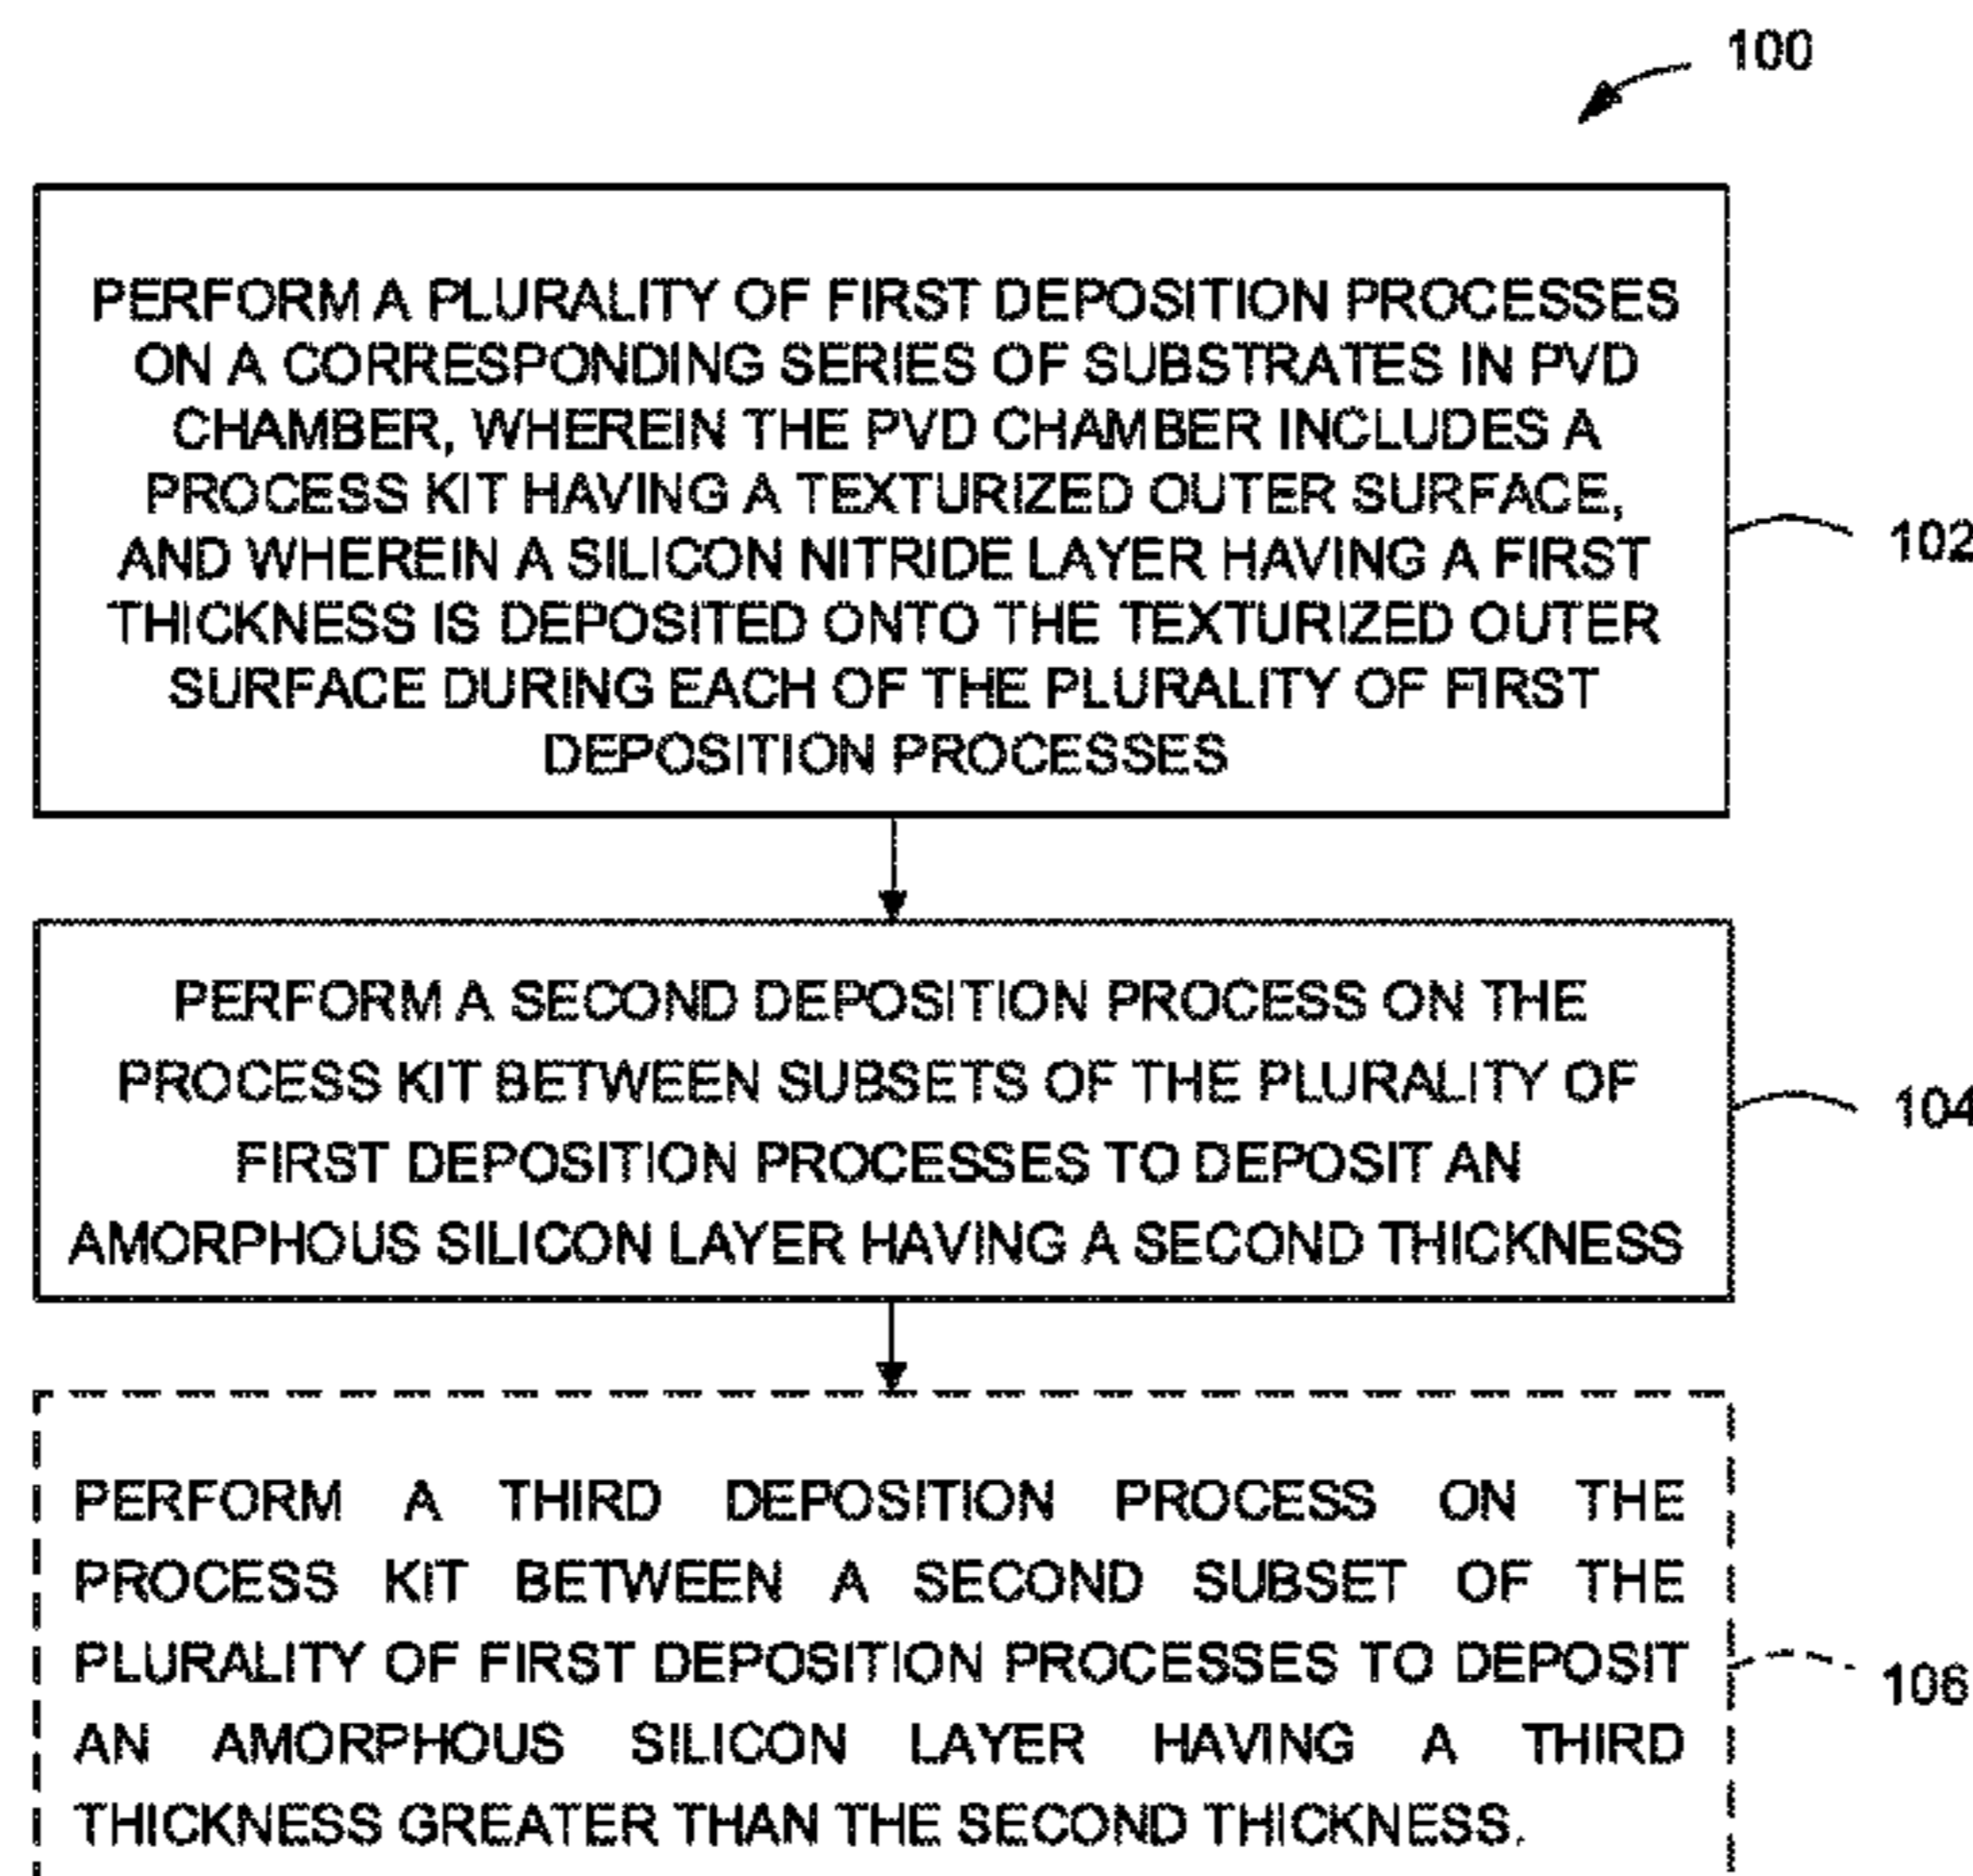 100
PERFORM A PLURALITY OF FIRST DEPOSITION PROCESSES
ON A CORRESPONDING SERIES OF SUBSTRATES IN PVD
CHAMBER, WHEREIN THE PVD CHAMBER INCLUDES A
PROCESS KIT HAVING A TEXTURIZED OUTER SURFACE,
AND WHEREIN A SILICON NITRIDE LAYER HAVING A FIRST
THICKNESS IS DEPOSITED ONTO THE TEXTURIZED OUTER
SURFACE DURING EACH OF THE PLURALITY OF FIRST
DEPOSITION PROCESSES
102
PERFORM A SECOND DEPOSITION PROCESS ON THE
PROCESS KIT BETWEEN SUBSETS OF THE PLURALITY OF
FIRST DEPOSITION PROCESSES TO DEPOSIT AN
AMORPHOUS SILICON LAYER HAVING A SECOND THICKNESS
104
PERFORM A THIRD DEPOSITION PROCESS ON THE
PROCESS KIT BETWEEN A SECOND SUBSET OF THE
PLURALITY OF FIRST DEPOSITION PROCESSES TO DEPOSIT
AN AMORPHOUS SILICON LAYER HAVING A THIRD
THICKNESS GREATER THAN THE SECOND THICKNESS.
106